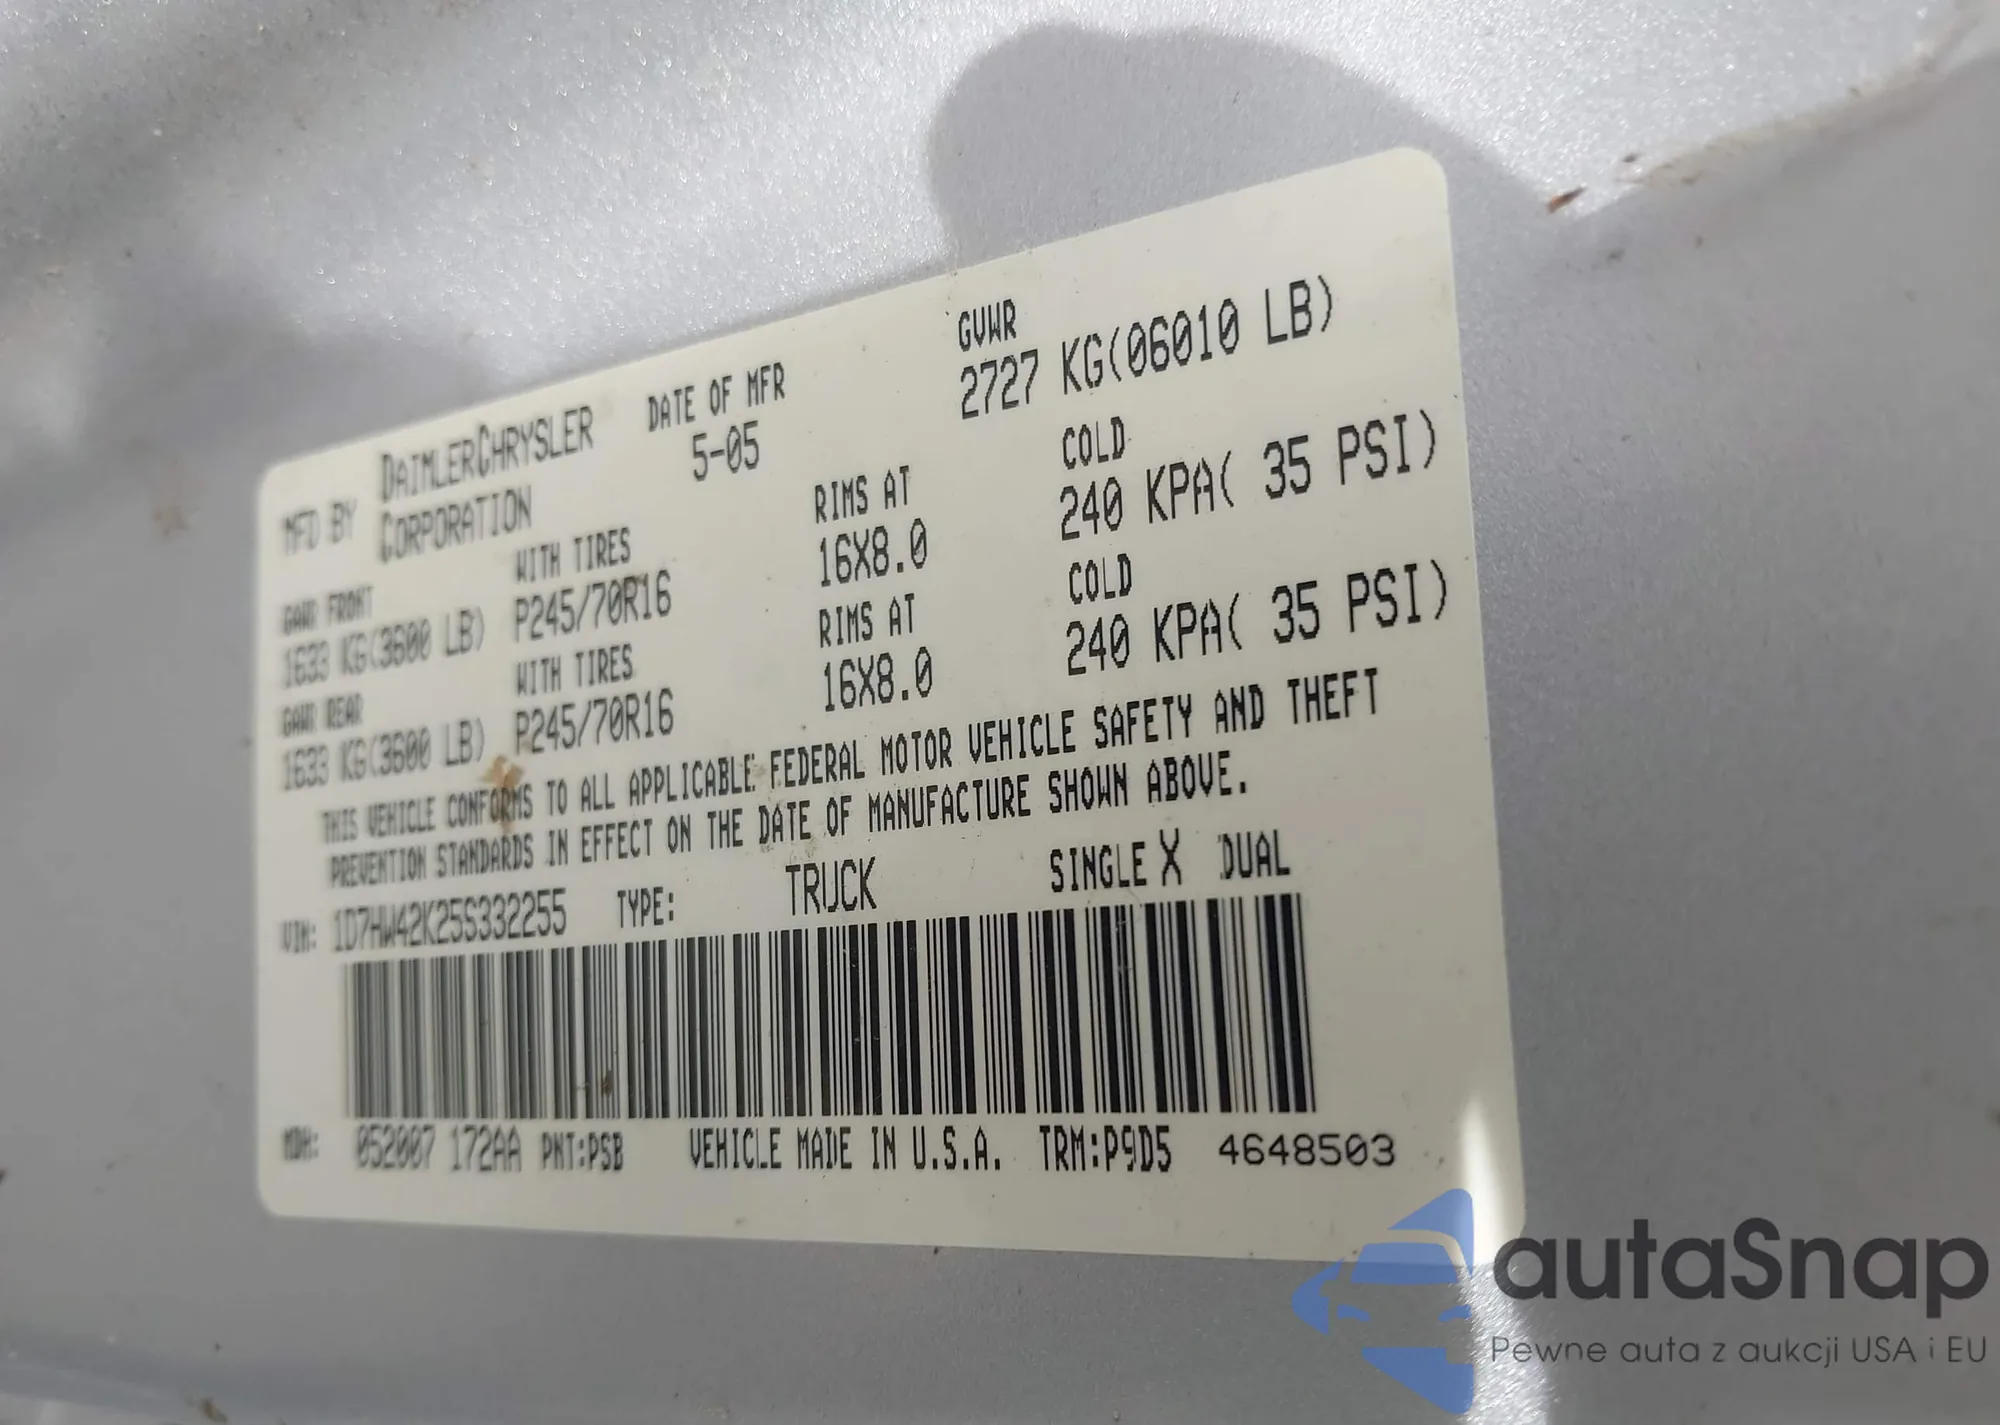 MFD BY DAIMLERCHRYSLER CORPORATION
DATE OF MFR
5-05
GVWR
2727 KG(06010 LB)
GAWR FRONT
1633 KG(3600 LB)
WITH TIRES
P245/70R16
RIMS AT
16X8.0
COLD
240 KPA( 35 PSI)
GAWR REAR
1633 KG(3600 LB)
WITH TIRES
P245/70R16
RIMS AT
16X8.0
COLD
240 KPA( 35 PSI)
THIS VEHICLE CONFORMS TO ALL APPLICABLE FEDERAL MOTOR VEHICLE SAFETY AND THEFT
PREVENTION STANDARDS IN EFFECT ON THE DATE OF MANUFACTURE SHOWN ABOVE.
VIN: 1D7HW42K25S332255 TYPE: TRUCK SINGLE X DUAL
MDH: 052007 172AA PNT:PSB VEHICLE MADE IN U.S.A. TRM:P9D5 4648503
autaSnap
Pewne auta z aukcji USA i EU